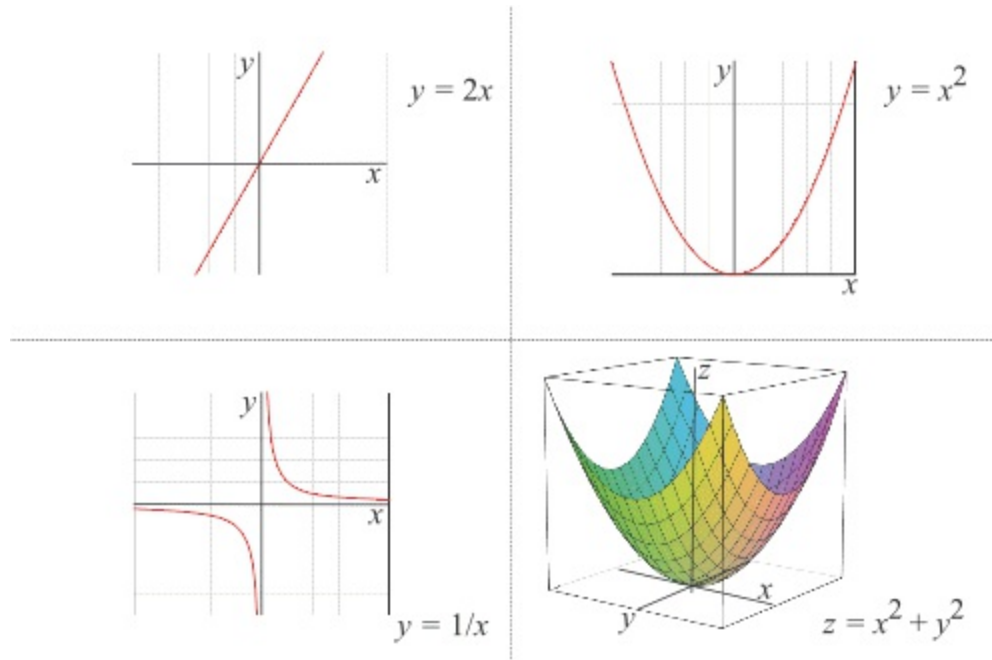 y
y = 2x
x
y
y = x²
x
y
x
y = 1/x
z
x
y
z = x² + y²